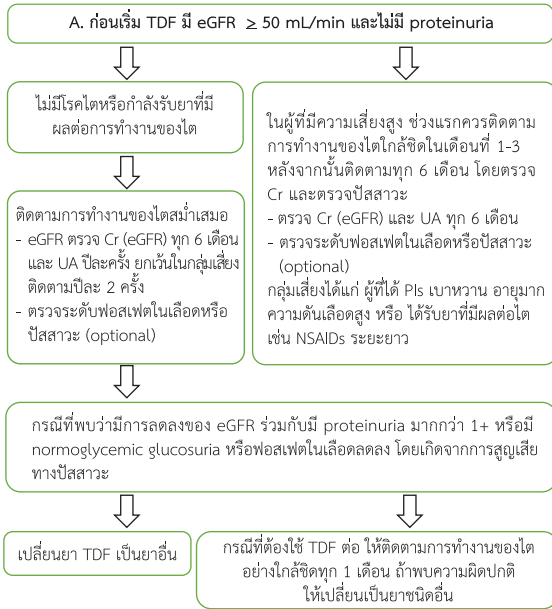 A. ก่อนเริ่ม TDF มี eGFR ≥ 50 mL/min และไม่มี proteinuria
ไม่มีโรคไตหรือกำลังรับยาที่มี
ผลต่อการทำงานของไต
ติดตามการทำงานของไตสม่ำเสมอ
- eGFR ตรวจ Cr (eGFR) ทุก 6 เดือน
และ UA ปีละครั้ง ยกเว้นในกลุ่มเสี่ยง
ติดตามปีละ 2 ครั้ง
- ตรวจระดับฟอสเฟตในเลือดหรือ
ปัสสาวะ (optional)
ในผู้ที่มีความเสี่ยงสูง ช่วงแรกควรติดตาม
การทำงานของไตใกล้ชิดในเดือนที่ 1-3
หลังจากนั้นติดตามทุก 6 เดือน โดยตรวจ
Cr และตรวจปัสสาวะ
- ตรวจ Cr (eGFR) และ UA ทุก 6 เดือน
- ตรวจระดับฟอสเฟตในเลือดหรือปัสสาวะ
(optional)
กลุ่มเสี่ยงได้แก่ ผู้ที่ได้ PIs เบาหวาน อายุมาก
ความดันเลือดสูง หรือ ได้รับยาที่มีผลต่อไต
เช่น NSAIDs ระยะยาว
กรณีที่พบว่ามีการลดลงของ eGFR ร่วมกับมี proteinuria มากกว่า 1+ หรือมี
normoglycemic glucosuria หรือฟอสเฟตในเลือดลดลง โดยเกิดจากการสูญเสีย
ทางปัสสาวะ
เปลี่ยนยา TDF เป็นยาอื่น
กรณีที่ต้องใช้ TDF ต่อ ให้ติดตามการทำงานของไต
อย่างใกล้ชิดทุก 1 เดือน ถ้าพบความผิดปกติ
ให้เปลี่ยนเป็นยาชนิดอื่น